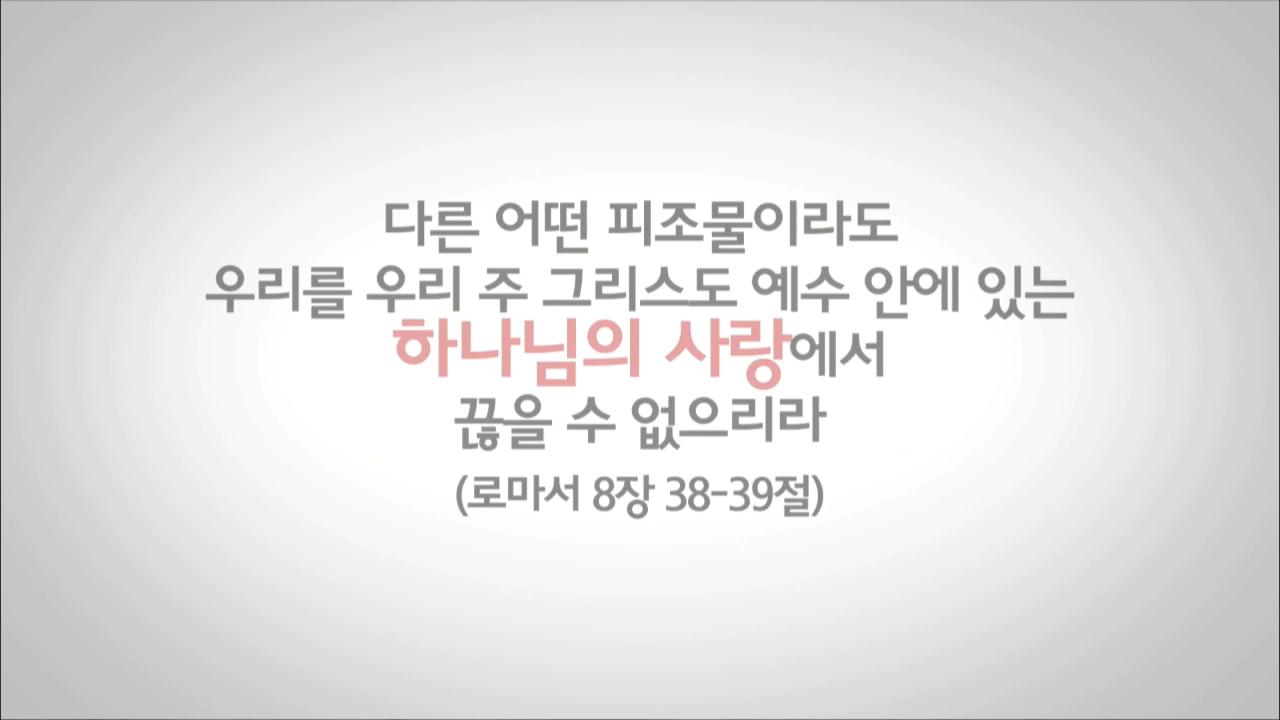 다른 어떤 피조물이라도
우리를 우리 주 그리스도 예수 안에 있는
하나님의 사랑에서
끊을 수 없으리라
(로마서 8장 38-39절)